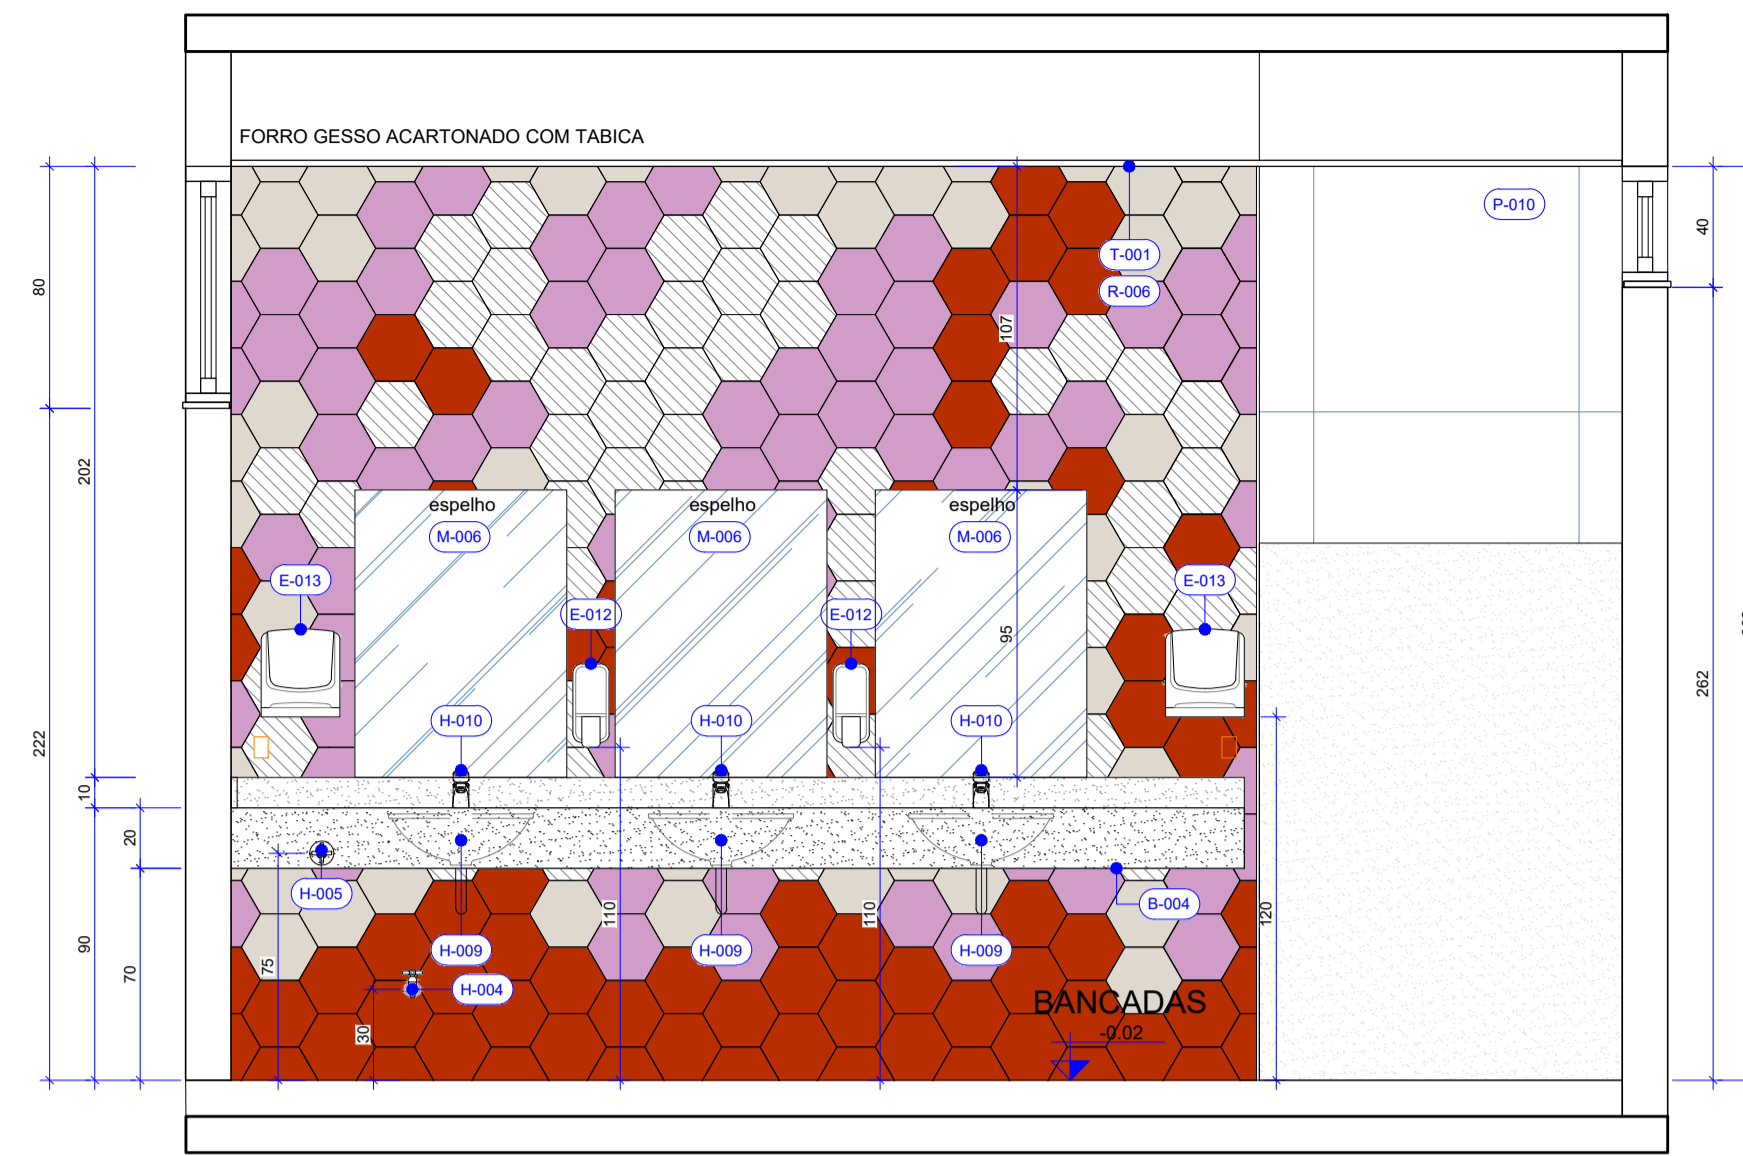 FORRO GESSO ACARTONADO COM TABICA
P-010
T-001
R-006
40
80
107
202
espelho
espelho
espelho
M-006
M-006
M-006
E-013
E-013
E-012
E-012
95
262
H-010
H-010
H-010
222
10
20
H-005
B-004
110
110
120
90
H-009
H-009
H-009
75
70
H-004
BANCADAS
-0.02
30